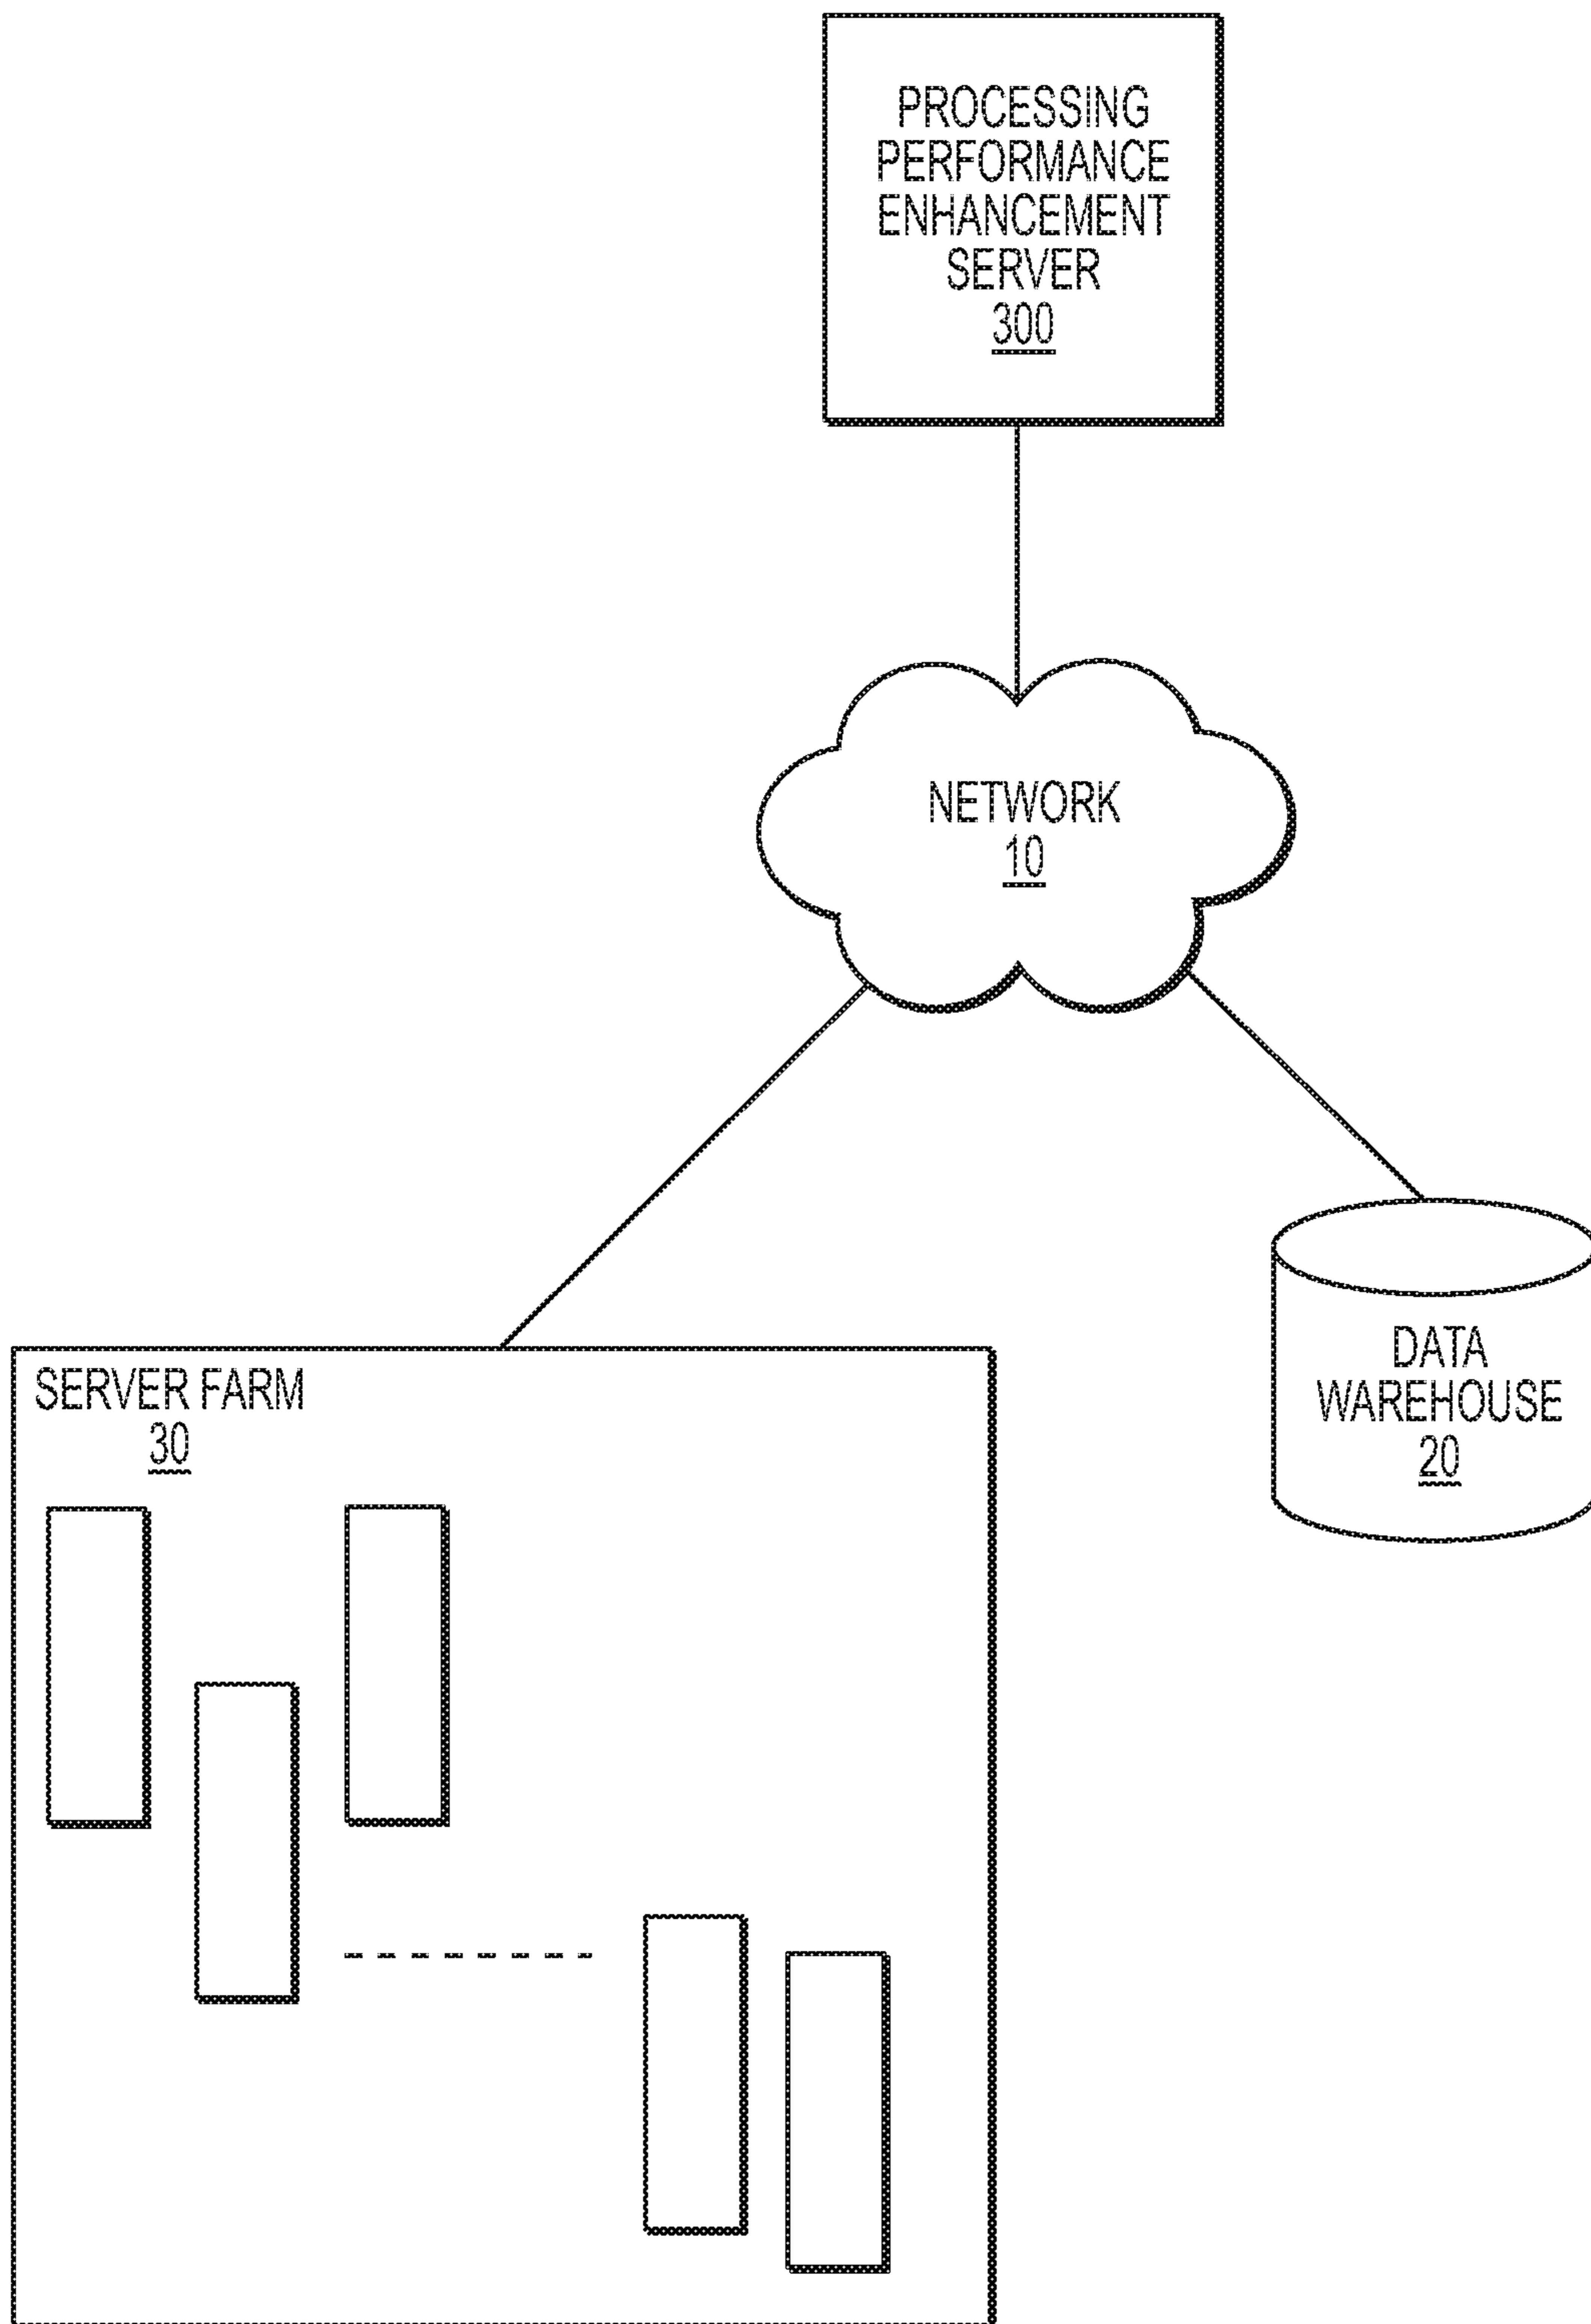 PROCESSING
PERFORMANCE
ENHANCEMENT
SERVER
300
NETWORK
10
SERVER FARM
30
DATA
WAREHOUSE
20